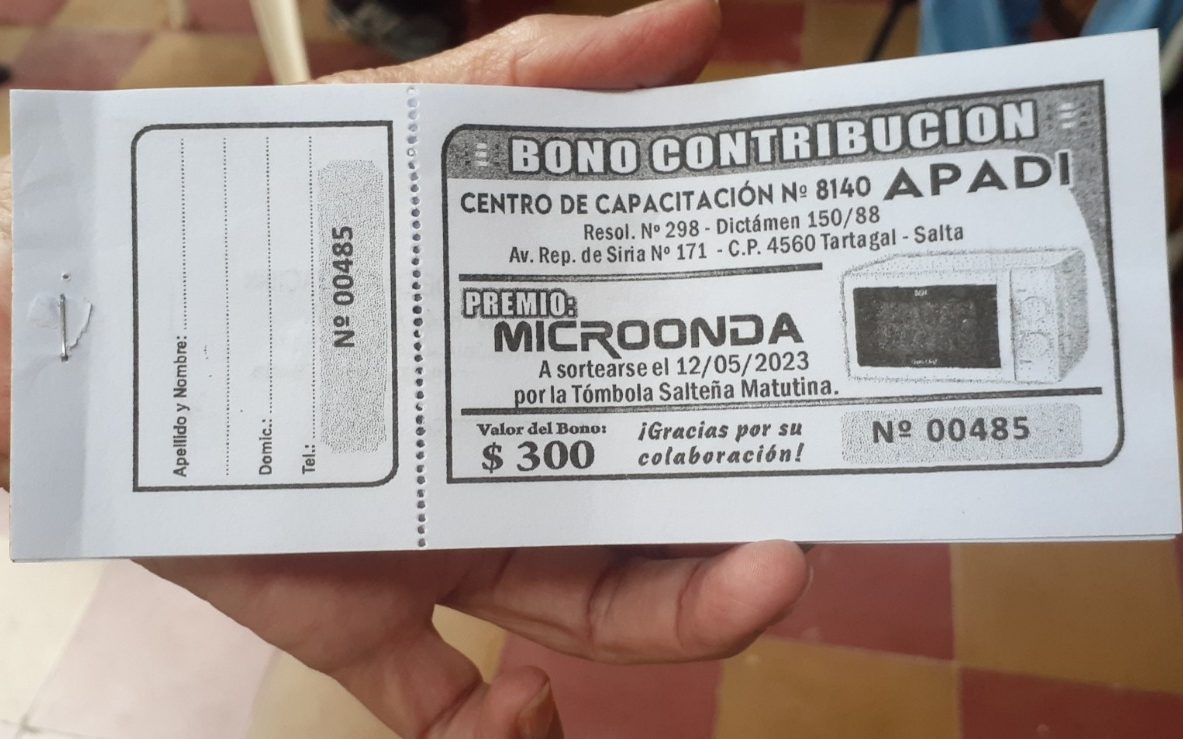 Apellido y Nombre:
Domic.:
Tel.:
Nº 00485
BONO CONTRIBUCION
CENTRO DE CAPACITACIÓN Nº 8140 APADI
Resol. Nº 298 - Dictámen 150/88
Av. Rep. de Siria Nº 171 - C.P. 4560 Tartagal - Salta
PREMIO:
MICROONDA
A sortearse el 12/05/2023
por la Tómbola Salteña Matutina.
Valor del Bono:
$ 300
¡Gracias por su
colaboración!
Nº 00485